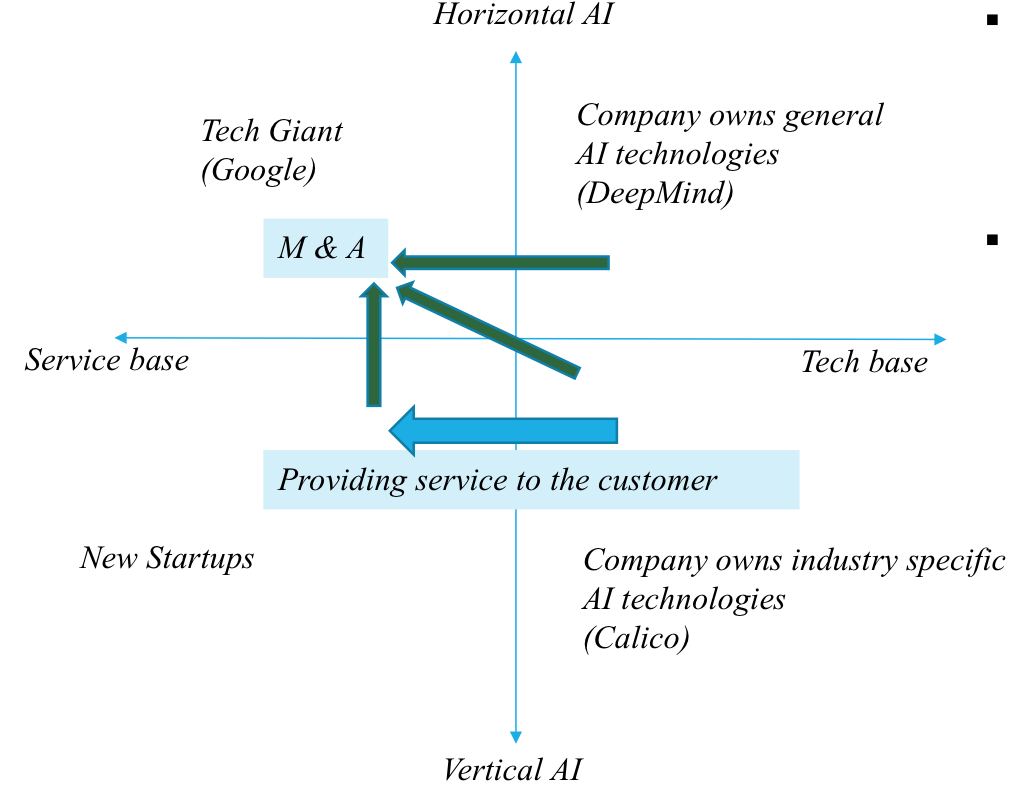 Horizontal AI
Tech Giant
(Google)
Company owns general
AI technologies
(DeepMind)
M & A
Service base
Tech base
Providing service to the customer
New Startups
Company owns industry specific
AI technologies
(Calico)
Vertical AI